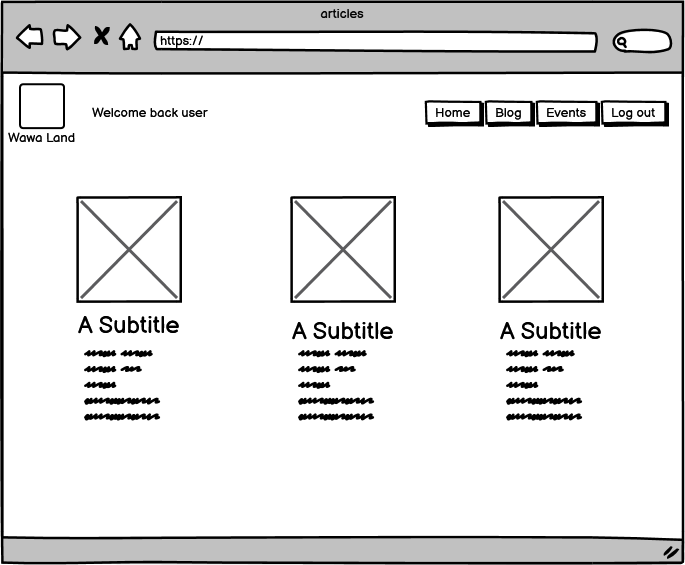 articles
https://
Welcome back user
Home Blog Events Log out
Wawa Land
A Subtitle A Subtitle A Subtitle